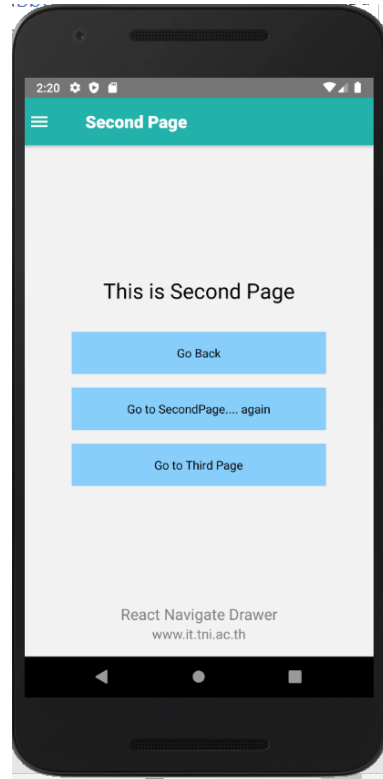 2:20
Second Page
This is Second Page
Go Back
Go to SecondPage.... again
Go to Third Page
React Navigate Drawer
www.it.tni.ac.th